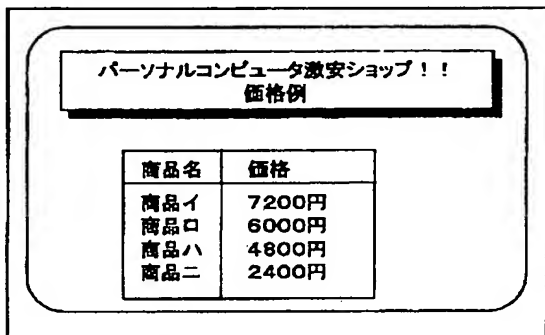 パーソナルコンピュータ激安ショップ!!
価格例
商品名 価格
商品イ 7200円
商品ロ 6000円
商品ハ 4800円
商品ニ 2400円